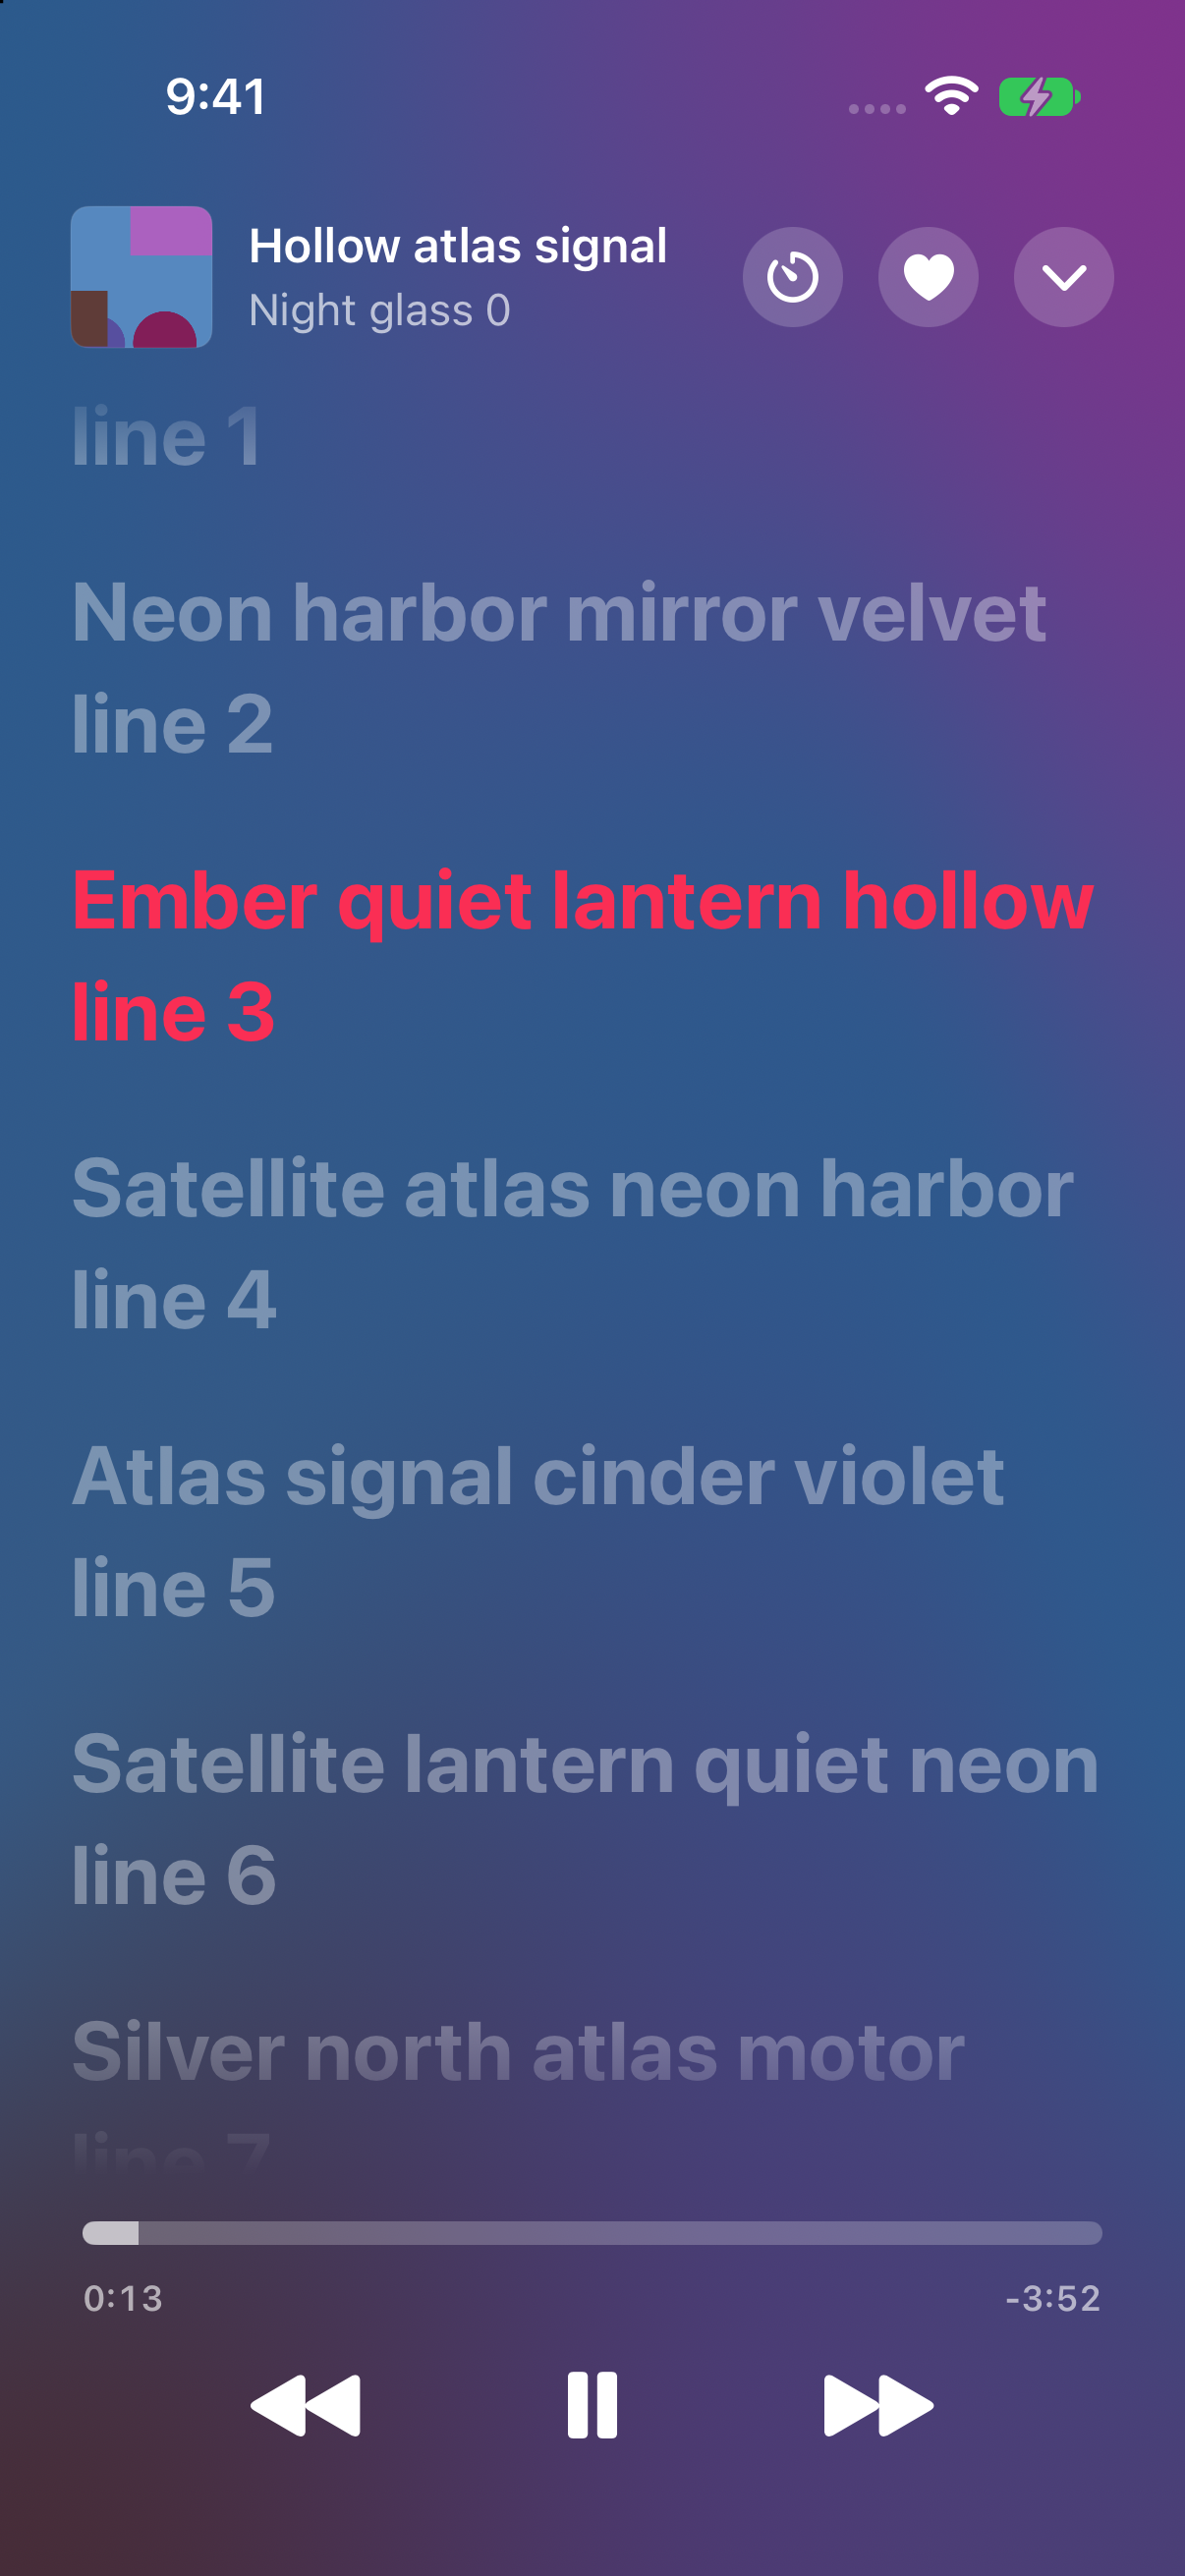 9:41
Hollow atlas signal
Night glass 0
line 1
Neon harbor mirror velvet
line 2
Ember quiet lantern hollow
line 3
Satellite atlas neon harbor
line 4
Atlas signal cinder violet
line 5
Satellite lantern quiet neon
line 6
Silver north atlas motor
line 7
0:13
-3:52